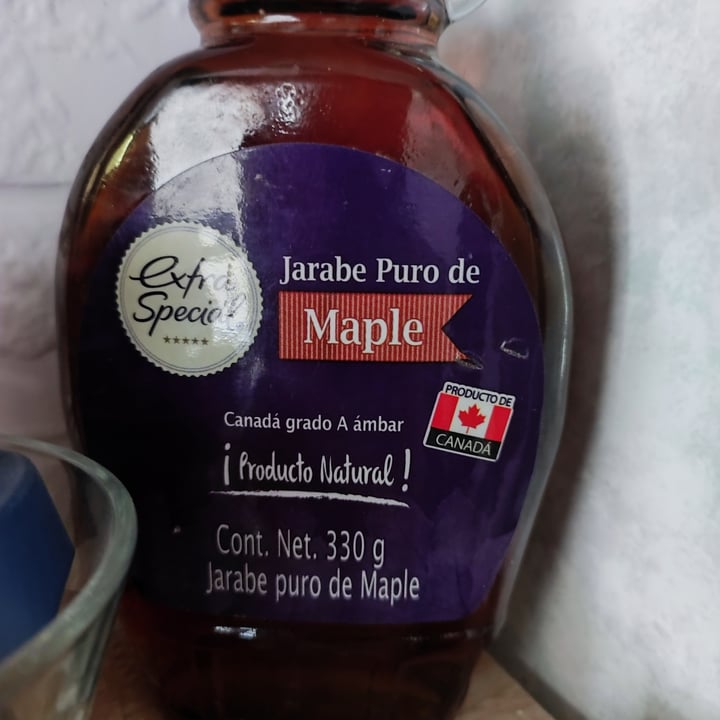 Extra
Special
Jarabe Puro de
Maple
PRODUCTO DE
CANADÁ
Canadá grado A ámbar
¡Producto Natural!
Cont. Net. 330 g
Jarabe puro de Maple